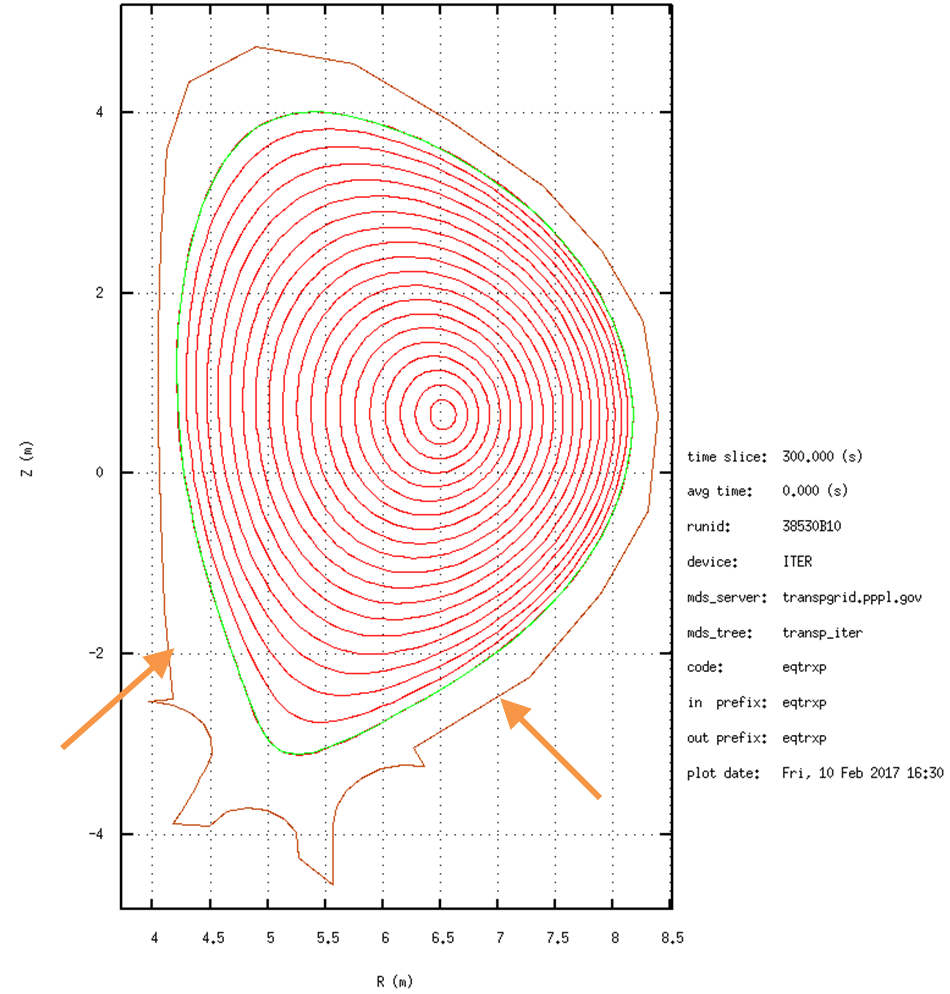 4
2
0
-2
-4
Z (m)
4 4.5 5 5.5 6 6.5 7 7.5 8 8.5
R (m)
time slice: 300.000 (s)
avg time: 0.000 (s)
runid: 38530B10
device: ITER
mds_server: transpgrid.pppl.gov
mds_tree: transp_iter
code: eqtrxp
in prefix: eqtrxp
out prefix: eqtrxp
plot date: Fri, 10 Feb 2017 16:30